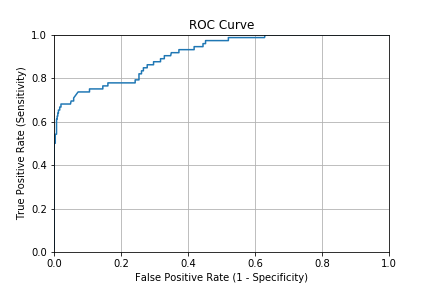 ROC Curve
1.0
0.8
0.6
0.4
0.2
0.0
True Positive Rate (Sensitivity)
0.0 0.2 0.4 0.6 0.8 1.0
False Positive Rate (1 - Specificity)